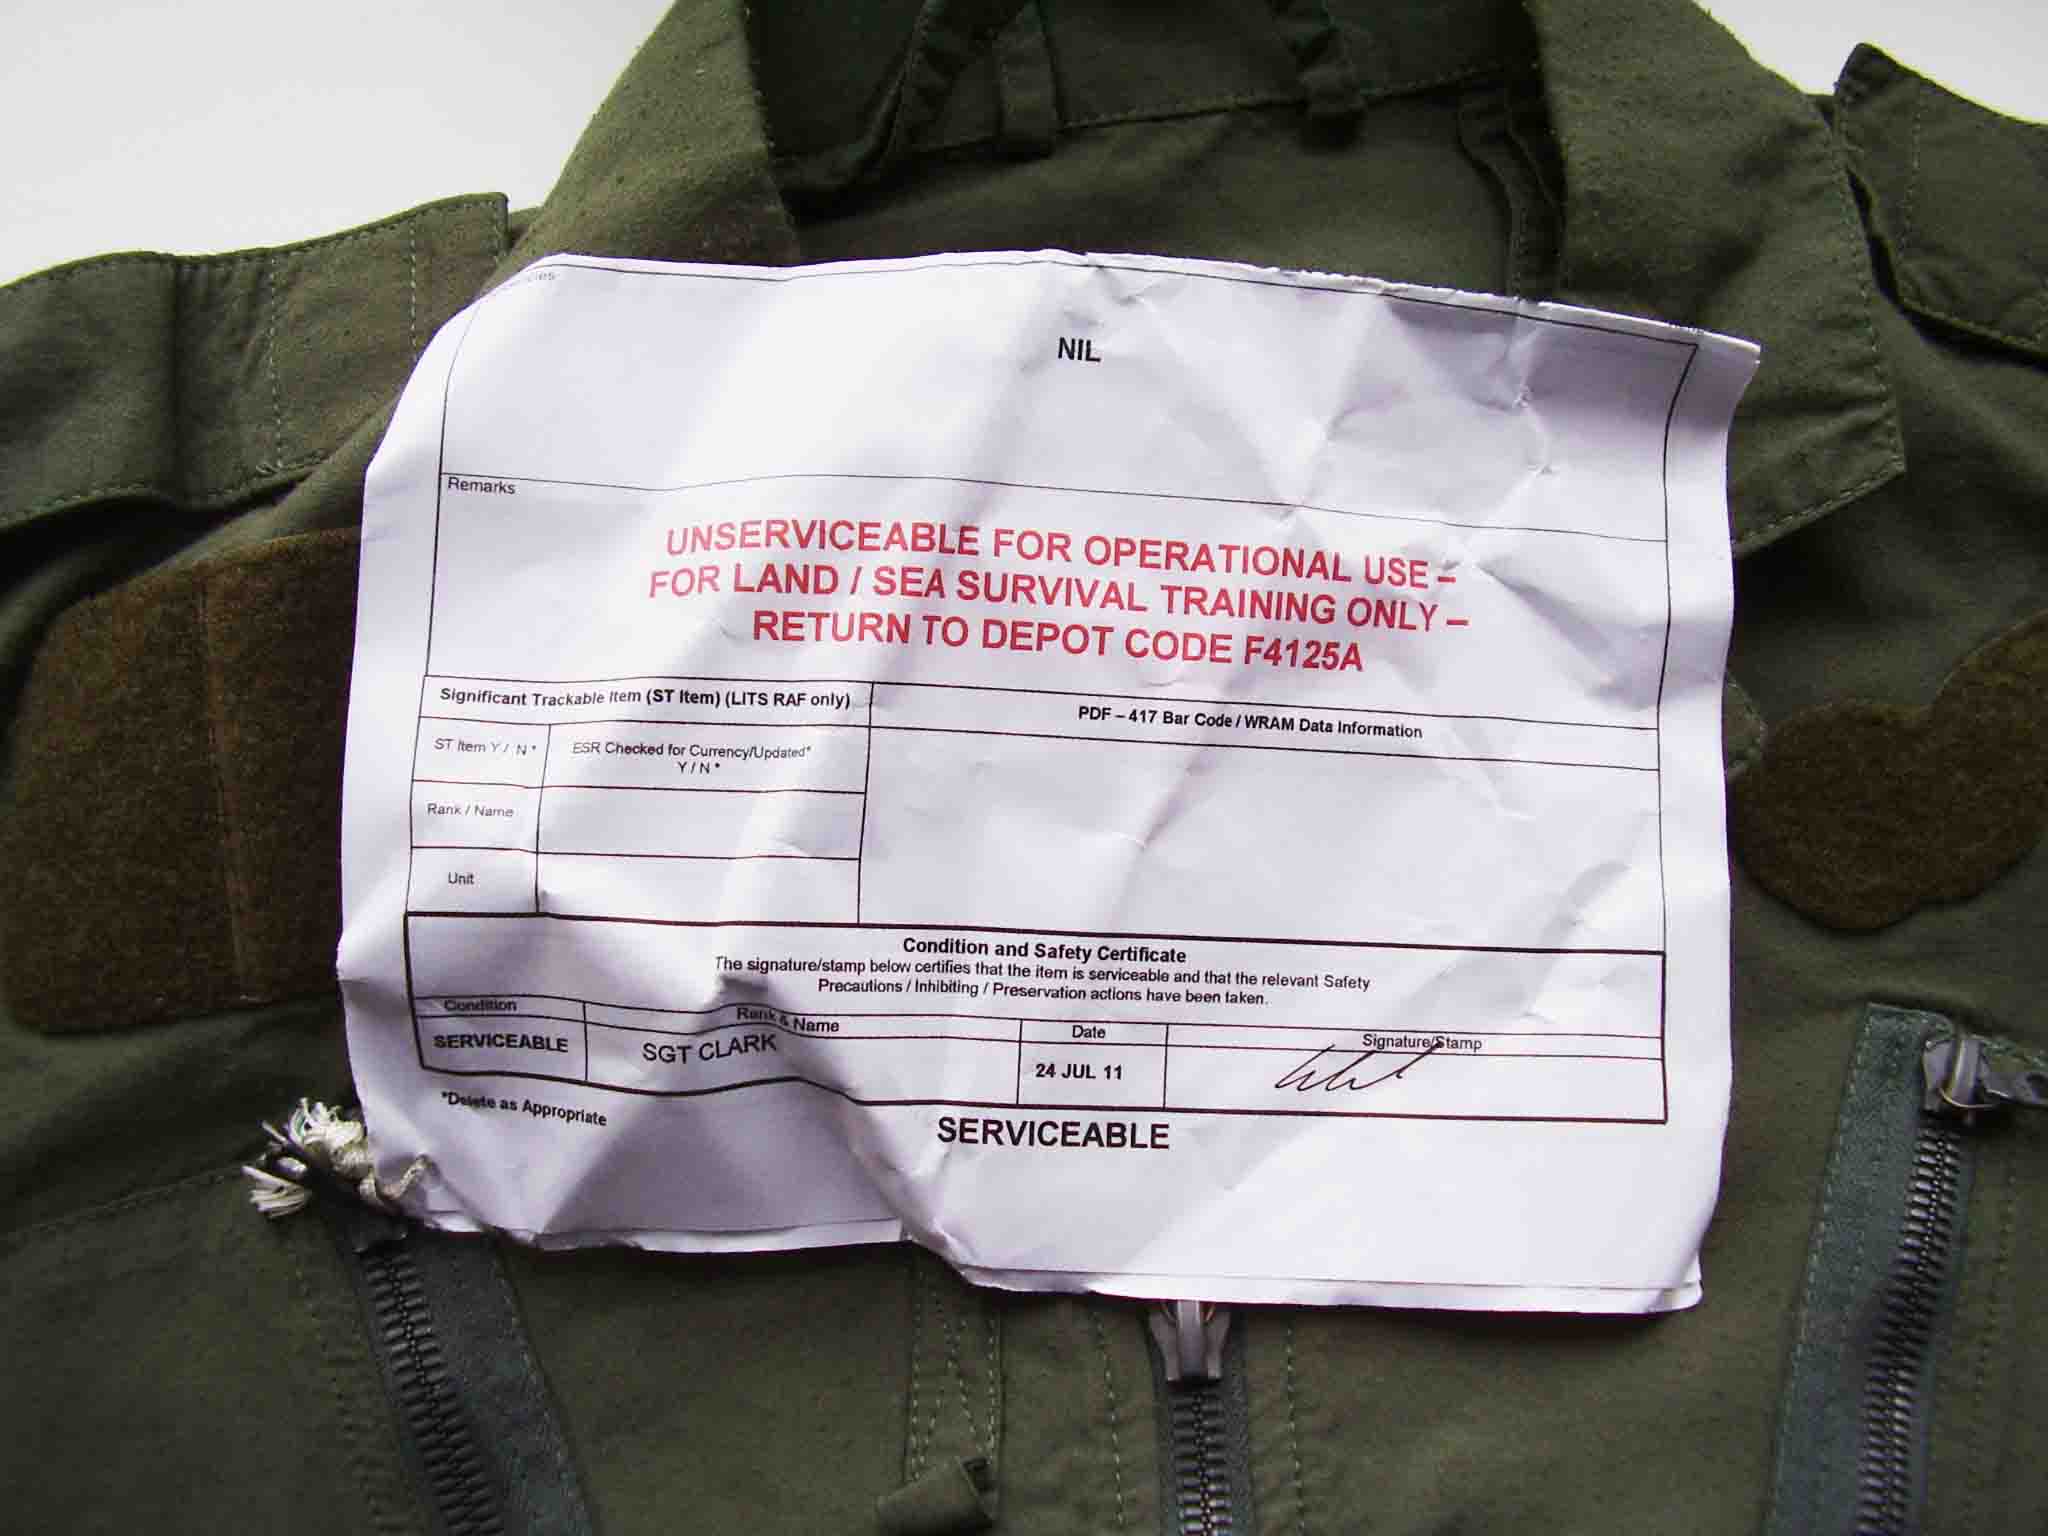 NIL
Remarks
UNSERVICEABLE FOR OPERATIONAL USE –
FOR LAND / SEA SURVIVAL TRAINING ONLY –
RETURN TO DEPOT CODE F4125A
Significant Trackable Item (ST Item) (LITS RAF only)
PDF – 417 Bar Code / WRAM Data Information
ST Item Y / N *
ESR Checked for Currency/Updated*
Y / N *
Rank / Name
Unit
Condition and Safety Certificate
The signature/stamp below certifies that the item is serviceable and that the relevant Safety
Precautions / Inhibiting / Preservation actions have been taken.
Condition
Rank & Name
Date
Signature/Stamp
SERVICEABLE
SGT CLARK
24 JUL 11
*Delete as Appropriate
SERVICEABLE